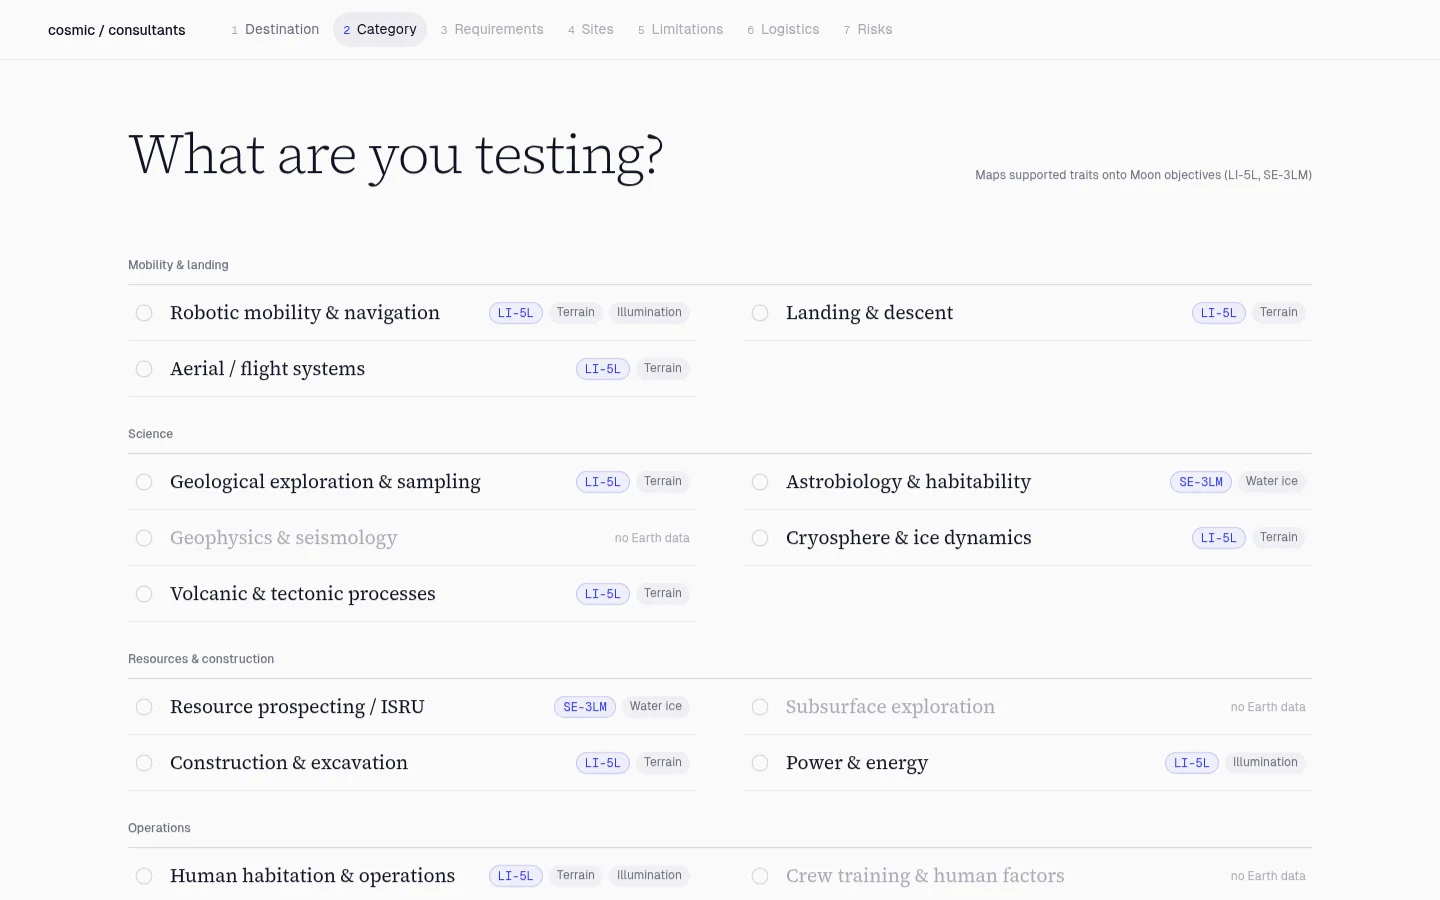 cosmic / consultants 1 Destination 2 Category 3 Requirements 4 Sites 5 Limitations 6 Logistics 7 Risks
What are you testing?
Maps supported traits onto Moon objectives (LI-5L, SE-3LM)
Mobility & landing
Robotic mobility & navigation LI-5L Terrain Illumination
Landing & descent LI-5L Terrain
Aerial / flight systems LI-5L Terrain
Science
Geological exploration & sampling LI-5L Terrain
Astrobiology & habitability SE-3LM Water ice
Geophysics & seismology no Earth data
Cryosphere & ice dynamics LI-5L Terrain
Volcanic & tectonic processes LI-5L Terrain
Resources & construction
Resource prospecting / ISRU SE-3LM Water ice
Subsurface exploration no Earth data
Construction & excavation LI-5L Terrain
Power & energy LI-5L Illumination
Operations
Human habitation & operations LI-5L Terrain Illumination
Crew training & human factors no Earth data